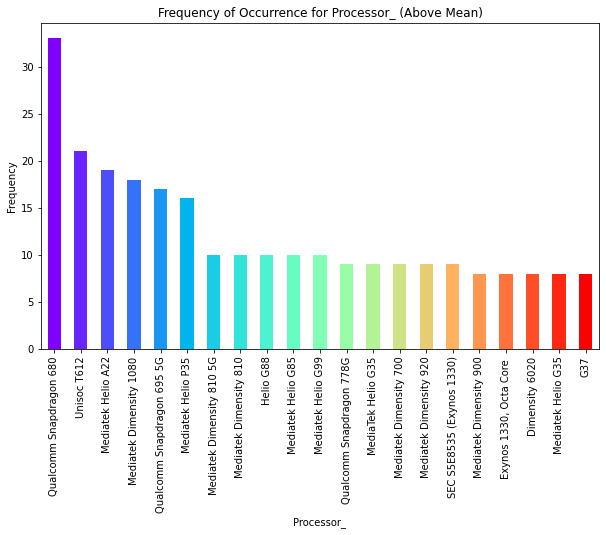 Frequency of Occurrence for Processor_ (Above Mean)
Frequency
30
25
20
15
10
5
0
Qualcomm Snapdragon 680
Unisoc T612
Mediatek Helio A22
Mediatek Dimensity 1080
Qualcomm Snapdragon 695 5G
Mediatek Helio P35
Mediatek Dimensity 810 5G
Mediatek Dimensity 810
Helio G88
Mediatek Helio G85
Mediatek Helio G99
Qualcomm Snapdragon 778G
MediaTek Helio G35
Mediatek Dimensity 700
Mediatek Dimensity 920
SEC S5E8535 (Exynos 1330)
Mediatek Dimensity 900
Exynos 1330, Octa Core
Dimensity 6020
Mediatek Helio G35
G37
Processor_